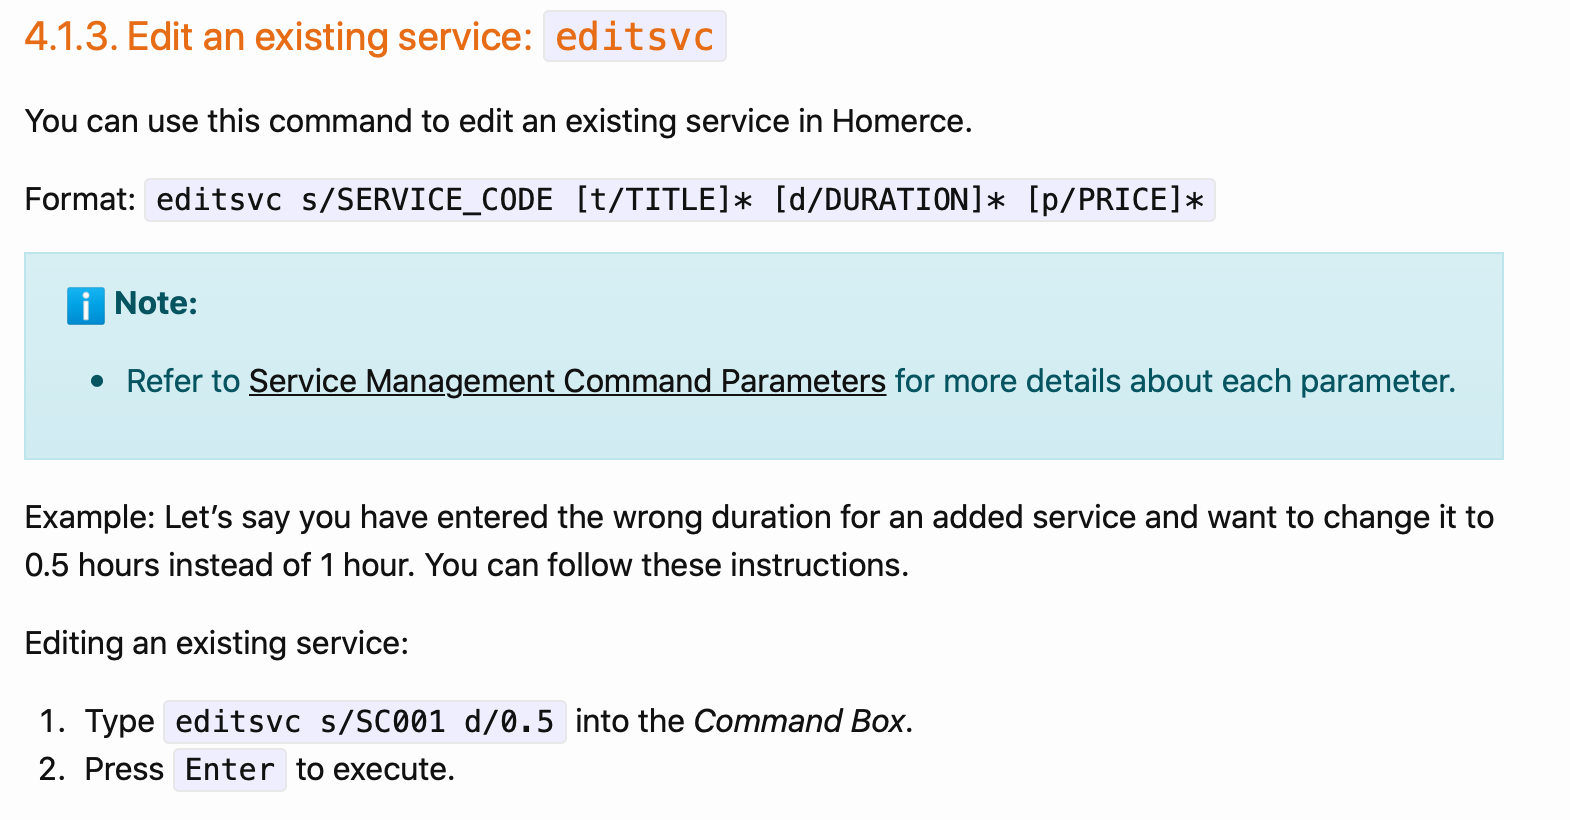 4.1.3. Edit an existing service: editsvc
You can use this command to edit an existing service in Homerce.
Format: editsvc s/SERVICE_CODE [t/TITLE]* [d/DURATION]* [p/PRICE]*
ℹ️ Note:
• Refer to Service Management Command Parameters for more details about each parameter.
Example: Let’s say you have entered the wrong duration for an added service and want to change it to
0.5 hours instead of 1 hour. You can follow these instructions.
Editing an existing service:
1. Type editsvc s/SC001 d/0.5 into the Command Box.
2. Press Enter to execute.